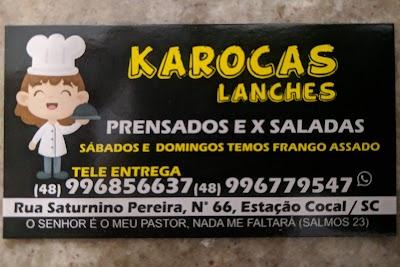 KAROCAS
LANCHES
PRENSADOS E X SALADAS
SÁBADOS E DOMINGOS TEMOS FRANGO ASSADO
TELE ENTREGA
(48) 996856637 (48) 996779547
Rua Saturnino Pereira, N° 66, Estação Cocal / SC
O SENHOR É O MEU PASTOR, NADA ME FALTARÁ (SALMOS 23)